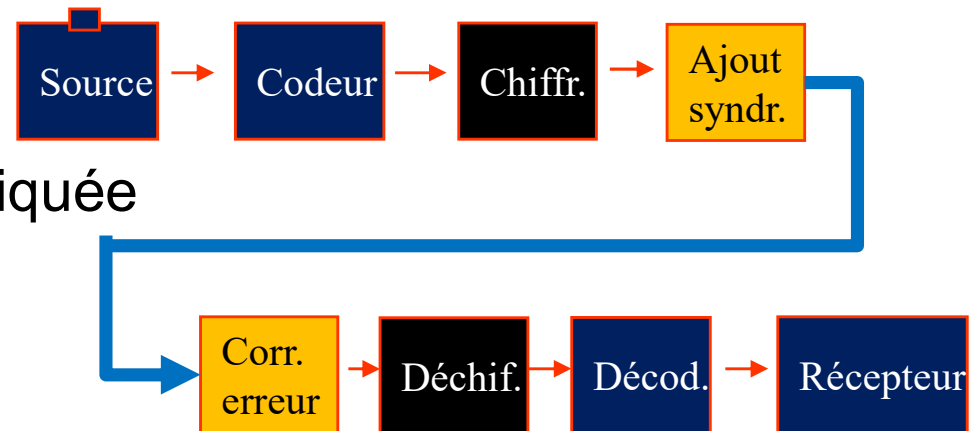 Source
Codeur
Chiffr.
Ajout
syndr.
iquée
Corr.
erreur
Déchif.
Décod.
Récepteur